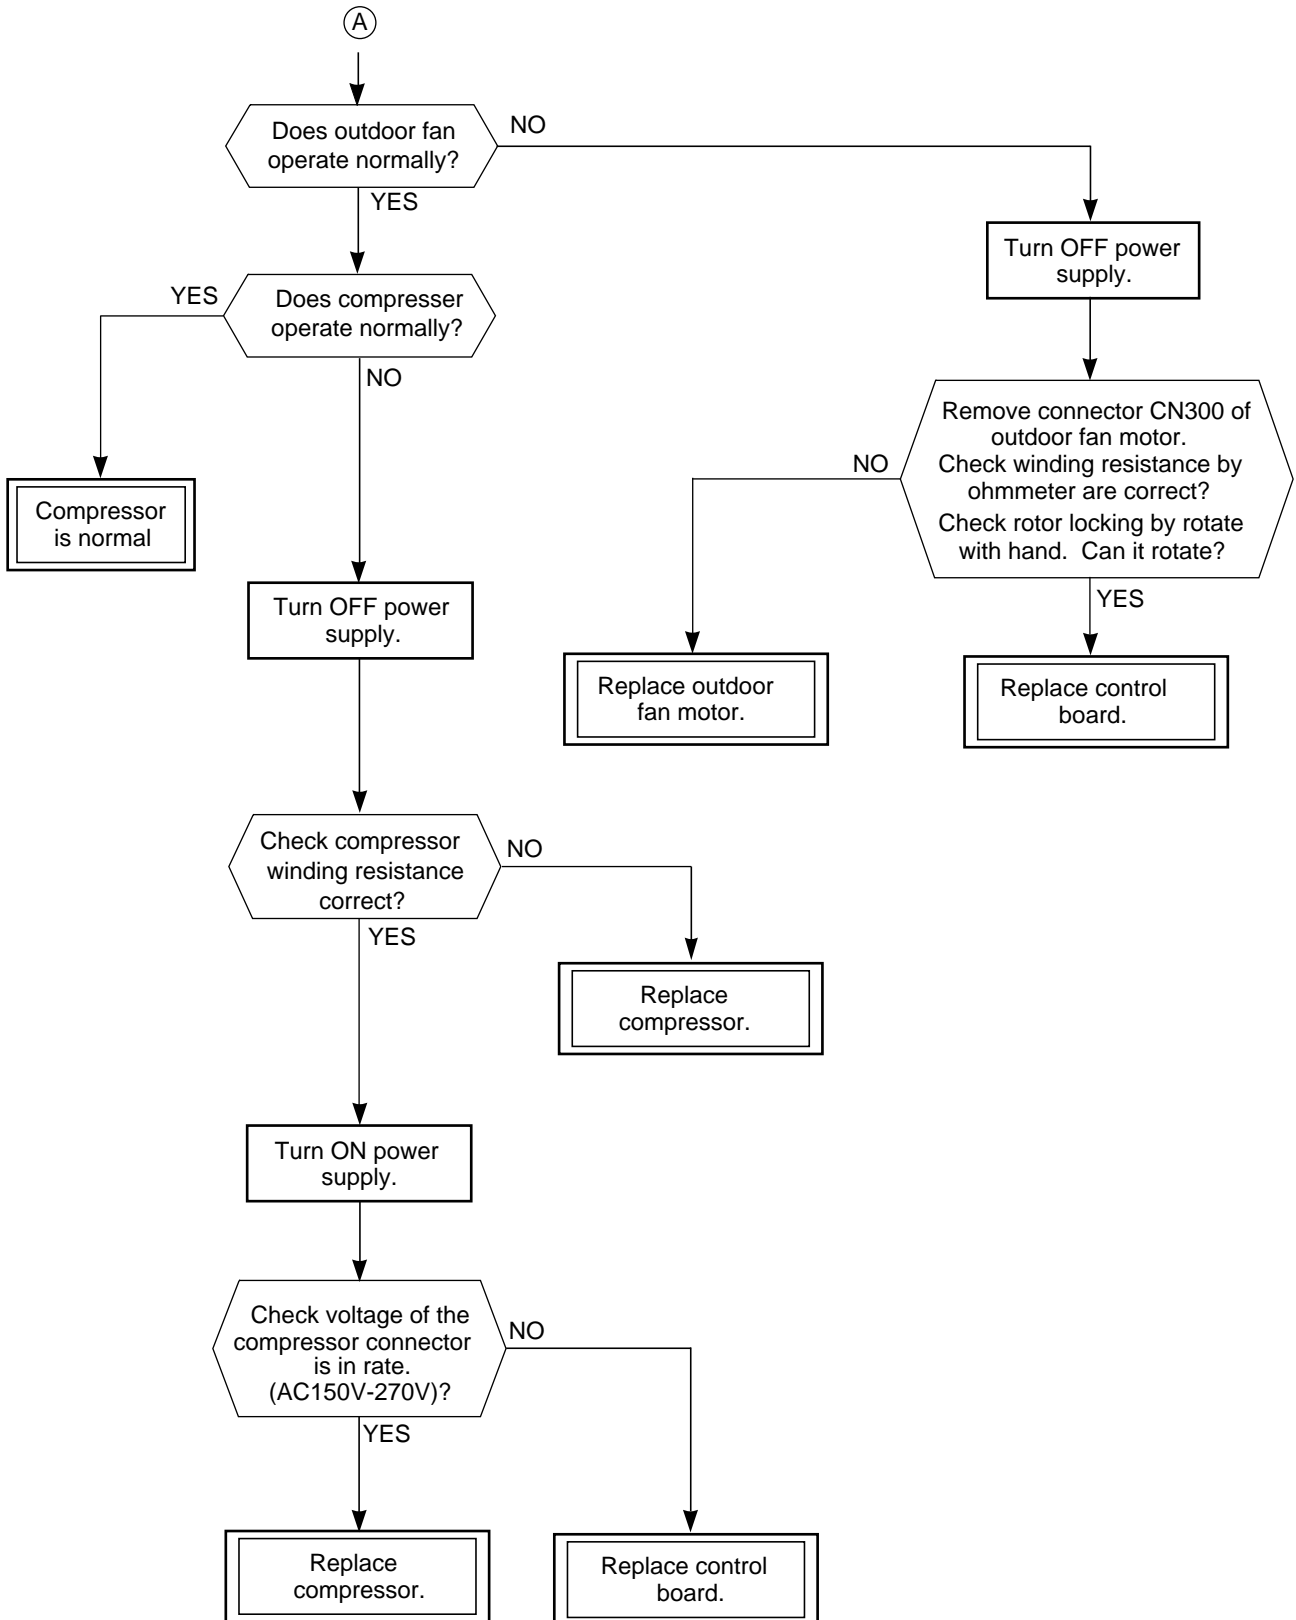 A
Does outdoor fan
operate normally?
NO
YES
Turn OFF power
supply.
YES
Does compresser
operate normally?
NO
Remove connector CN300 of
outdoor fan motor.
Check winding resistance by
ohmmeter are correct?
Check rotor locking by rotate
with hand. Can it rotate?
NO
YES
Compressor
is normal
Turn OFF power
supply.
Replace outdoor
fan motor.
Replace control
board.
Check compressor
winding resistance
correct?
NO
YES
Replace
compressor.
Turn ON power
supply.
Check voltage of the
compressor connector
is in rate.
(AC150V-270V)?
NO
YES
Replace
compressor.
Replace control
board.